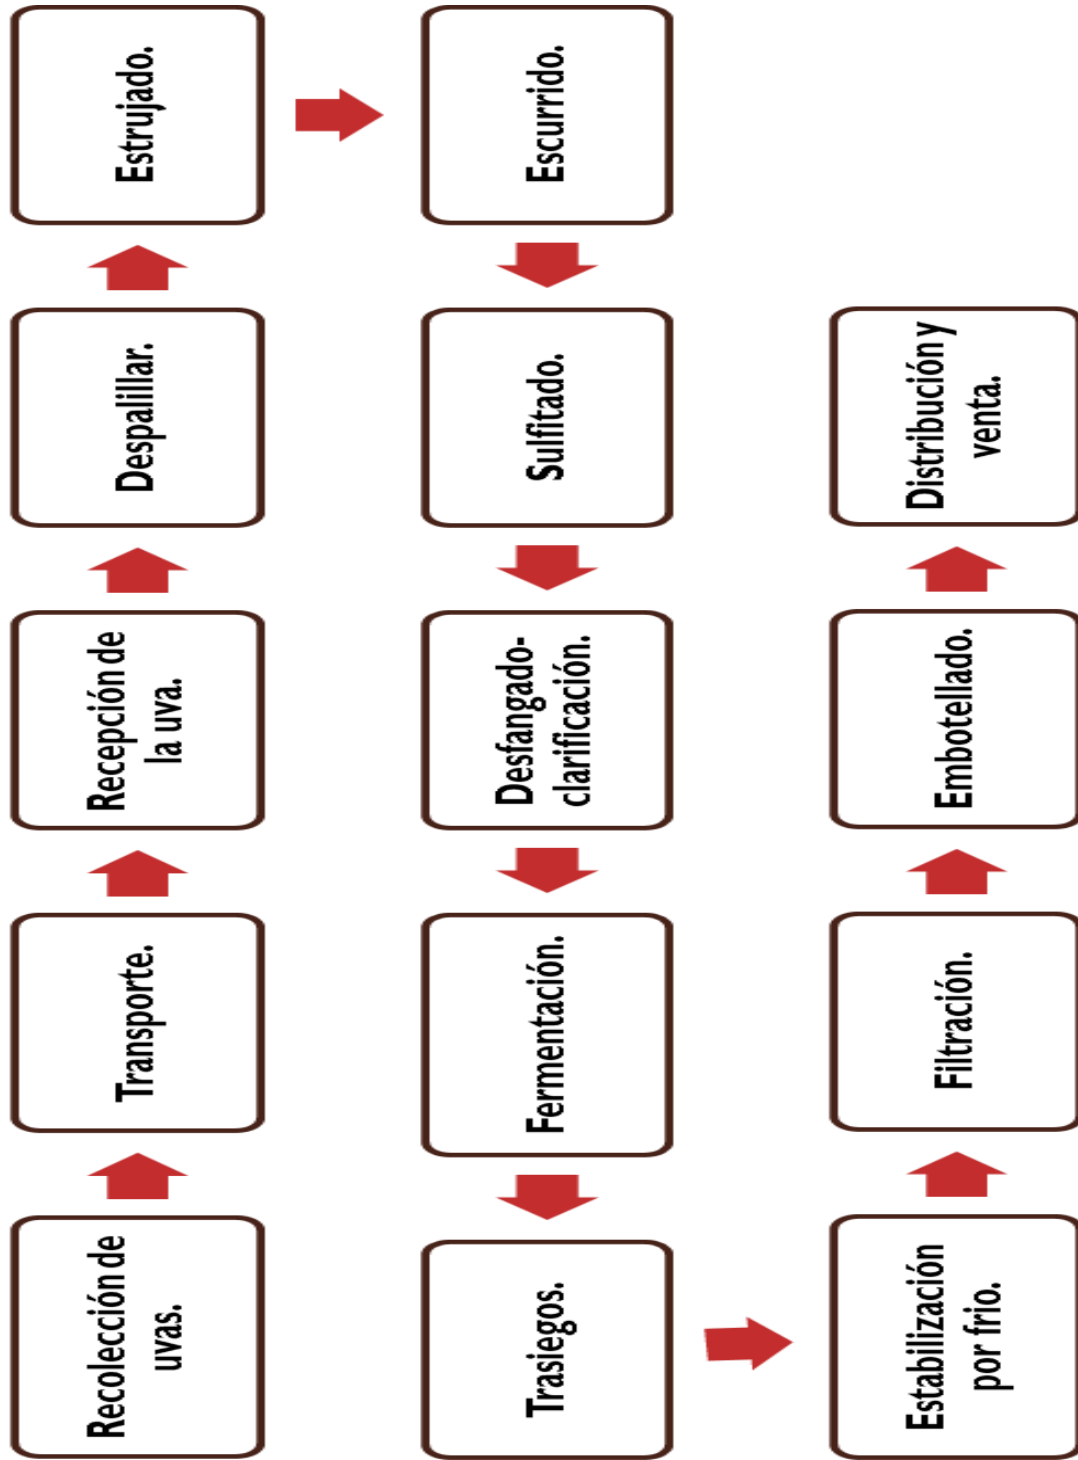 Recolección de
uvas.
Transporte.
Recepción de
la uva.
Despalillar.
Estrujado.
Escurrido.
Sulfitado.
Desfangado-
clarificación.
Fermentación.
Trasiegos.
Estabilización
por frio.
Filtración.
Embotellado.
Distribución y
venta.